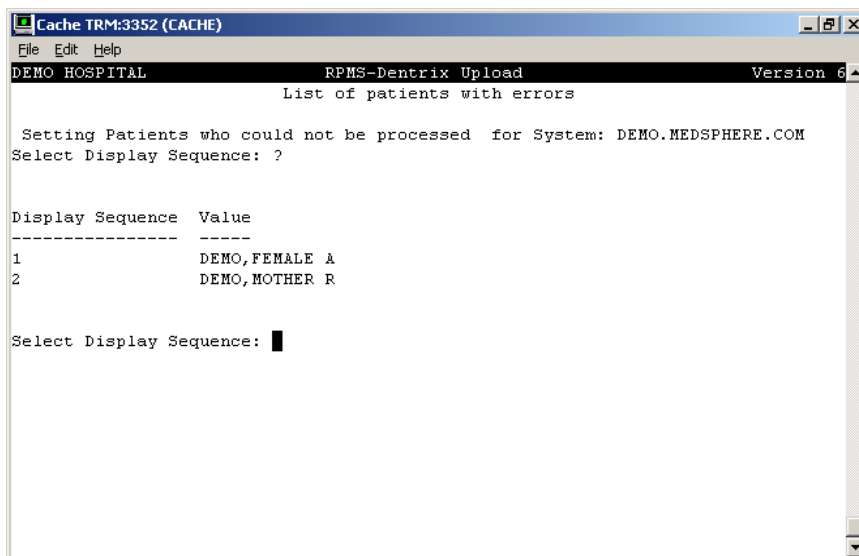 Cache TRM:3352 (CACHE)
File Edit Help
DEMO HOSPITAL RPMS-Dentrix Upload Version 6
List of patients with errors
Setting Patients who could not be processed for System: DEMO.MEDSPHERE.COM
Select Display Sequence: ?
Display Sequence Value
---------------- -----
1 DEMO,FEMALE A
2 DEMO,MOTHER R
Select Display Sequence: